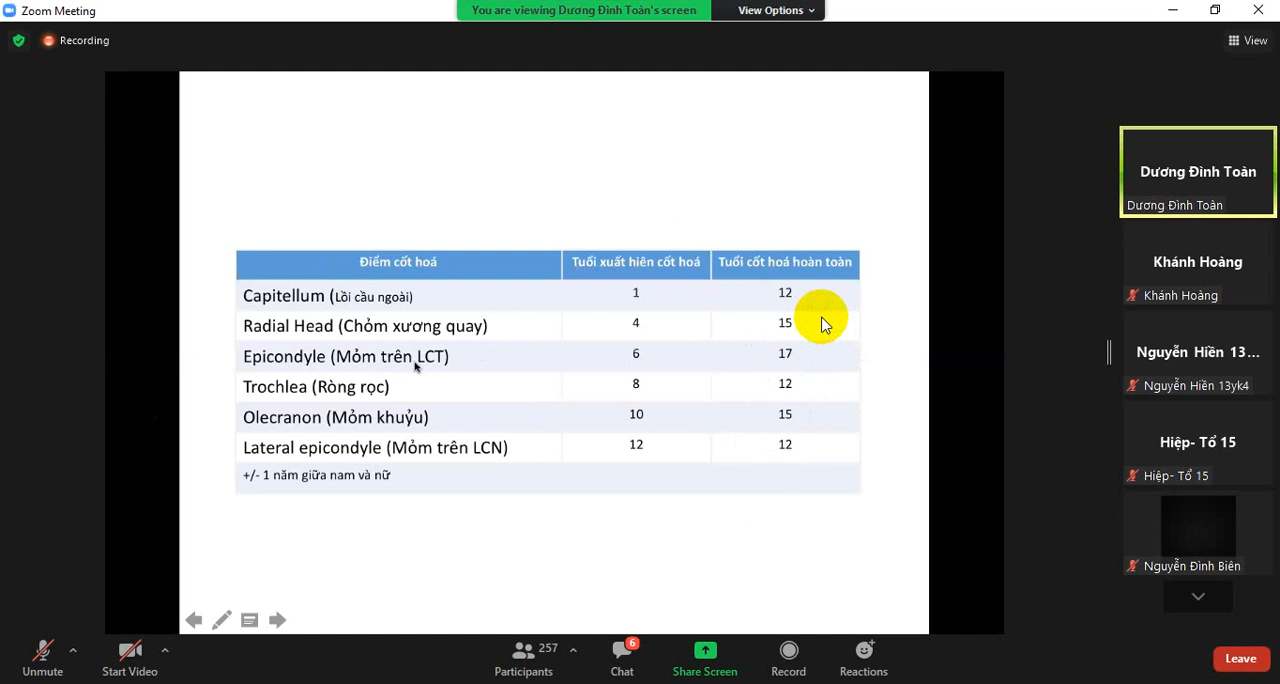 Zoom Meeting
You are viewing Dương Đình Toàn's screen
View Options
Recording
View
Điểm cốt hoá
Tuổi xuất hiên cốt hoá
Tuổi cốt hoá hoàn toàn
Capitellum (Lồi cầu ngoài)
1
12
Radial Head (Chỏm xương quay)
4
15
Epicondyle (Mỏm trên LCT)
6
17
Trochlea (Ròng rọc)
8
12
Olecranon (Mỏm khuỷu)
10
15
Lateral epicondyle (Mỏm trên LCN)
12
12
+/- 1 năm giữa nam và nữ
Dương Đình Toàn
Dương Đình Toàn
Khánh Hoàng
Khánh Hoàng
Nguyễn Hiền 13...
Nguyễn Hiền 13yk4
Hiệp- Tổ 15
Hiệp- Tổ 15
Nguyễn Đình Biên
Unmute
Start Video
257
Participants
6
Chat
Share Screen
Record
Reactions
Leave